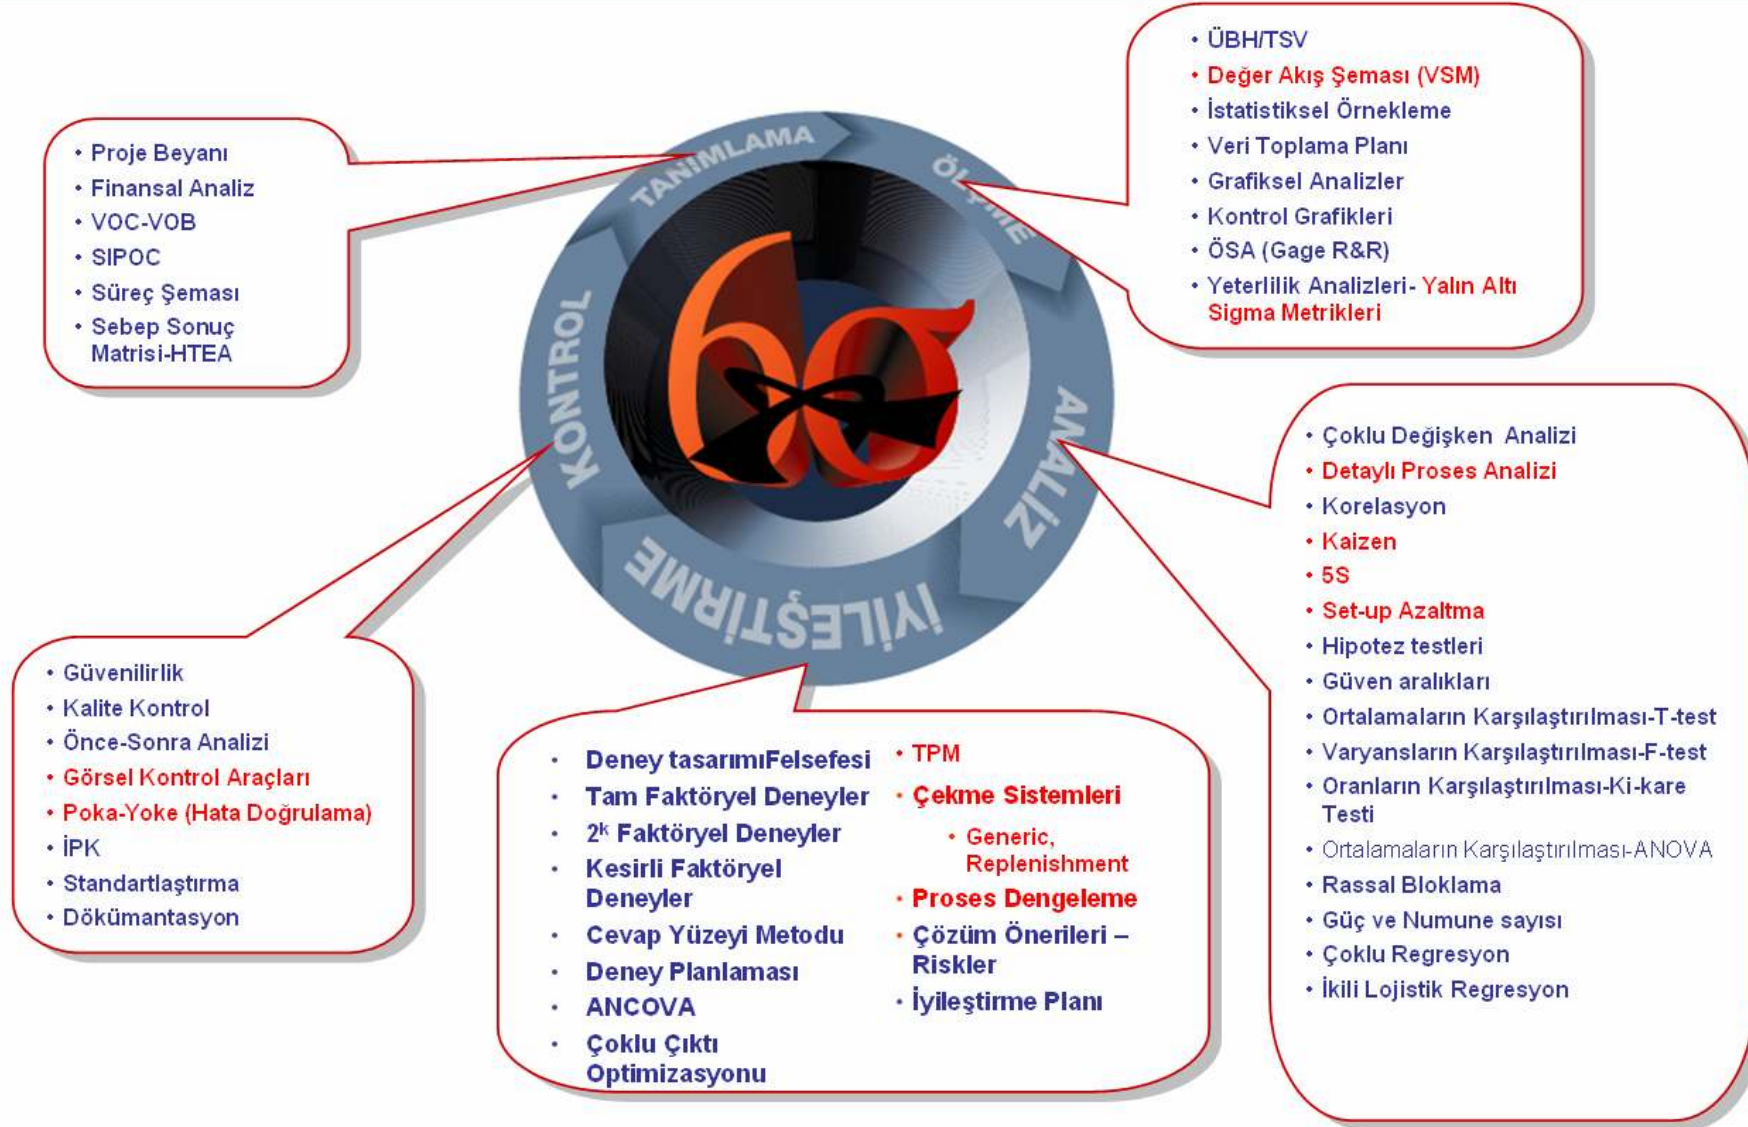 TANIMLAMA
ÖLÇME
ANALİZ
İYİLEŞTİRME
KONTROL
6σ
• Proje Beyanı
• Finansal Analiz
• VOC-VOB
• SIPOC
• Süreç Şeması
• Sebep Sonuç
Matrisi-HTEA
• ÜBH/TSV
• Değer Akış Şeması (VSM)
• İstatistiksel Örnekleme
• Veri Toplama Planı
• Grafiksel Analizler
• Kontrol Grafikleri
• ÖSA (Gage R&R)
• Yeterlilik Analizleri- Yalın Altı
Sigma Metrikleri
• Çoklu Değişken Analizi
• Detaylı Proses Analizi
• Korelasyon
• Kaizen
• 5S
• Set-up Azaltma
• Hipotez testleri
• Güven aralıkları
• Ortalamaların Karşılaştırılması-T-test
• Varyansların Karşılaştırılması-F-test
• Oranların Karşılaştırılması-Ki-kare
Testi
• Ortalamaların Karşılaştırılması-ANOVA
• Rassal Bloklama
• Güç ve Numune sayısı
• Çoklu Regresyon
• İkili Lojistik Regresyon
• Deney tasarımıFelsefesi
• Tam Faktöryel Deneyler
• 2ᵏ Faktöryel Deneyler
• Kesirli Faktöryel
Deneyler
• Cevap Yüzeyi Metodu
• Deney Planlaması
• ANCOVA
• Çoklu Çıktı
Optimizasyonu
• TPM
• Çekme Sistemleri
• Generic,
Replenishment
• Proses Dengeleme
• Çözüm Önerileri –
Riskler
• İyileştirme Planı
• Güvenilirlik
• Kalite Kontrol
• Önce-Sonra Analizi
• Görsel Kontrol Araçları
• Poka-Yoke (Hata Doğrulama)
• İPK
• Standartlaştırma
• Dökümantasyon